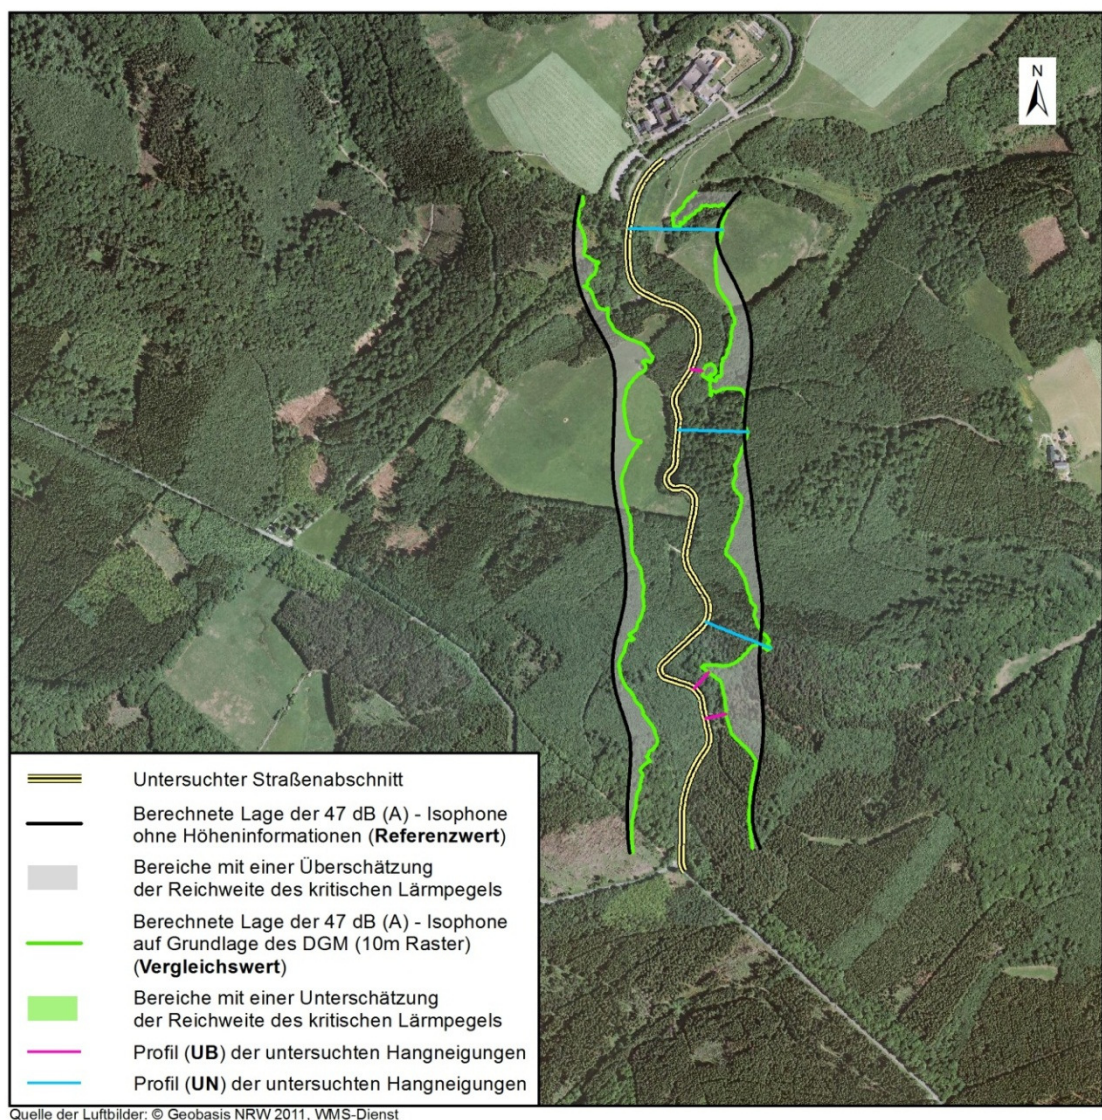 N
Untersuchter Straßenabschnitt
Berechnete Lage der 47 dB (A) - Isophone
ohne Höheninformationen (Referenzwert)
Bereiche mit einer Überschätzung
der Reichweite des kritischen Lärmpegels
Berechnete Lage der 47 dB (A) - Isophone
auf Grundlage des DGM (10m Raster)
(Vergleichswert)
Bereiche mit einer Unterschätzung
der Reichweite des kritischen Lärmpegels
Profil (UB) der untersuchten Hangneigungen
Profil (UN) der untersuchten Hangneigungen
Quelle der Luftbilder: © Geobasis NRW 2011, WMS-Dienst